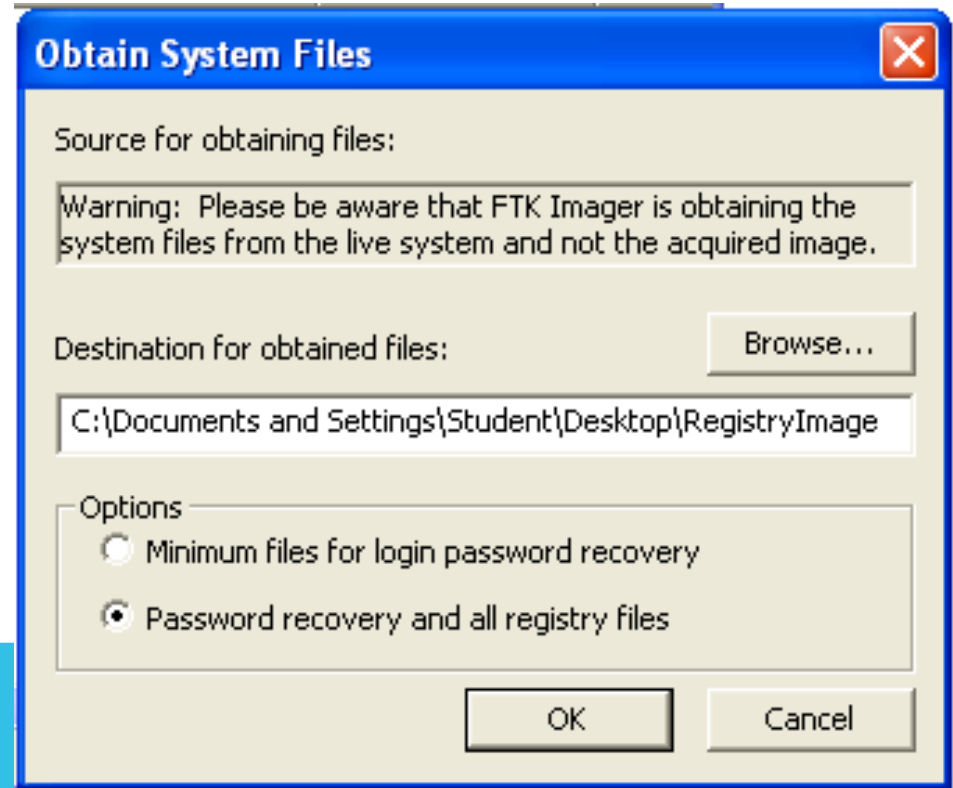 Obtain System Files
Source for obtaining files:
Warning:  Please be aware that FTK Imager is obtaining the
system files from the live system and not the acquired image.
Destination for obtained files:
Browse...
C:\Documents and Settings\Student\Desktop\RegistryImage
Options
Minimum files for login password recovery
Password recovery and all registry files
OK
Cancel